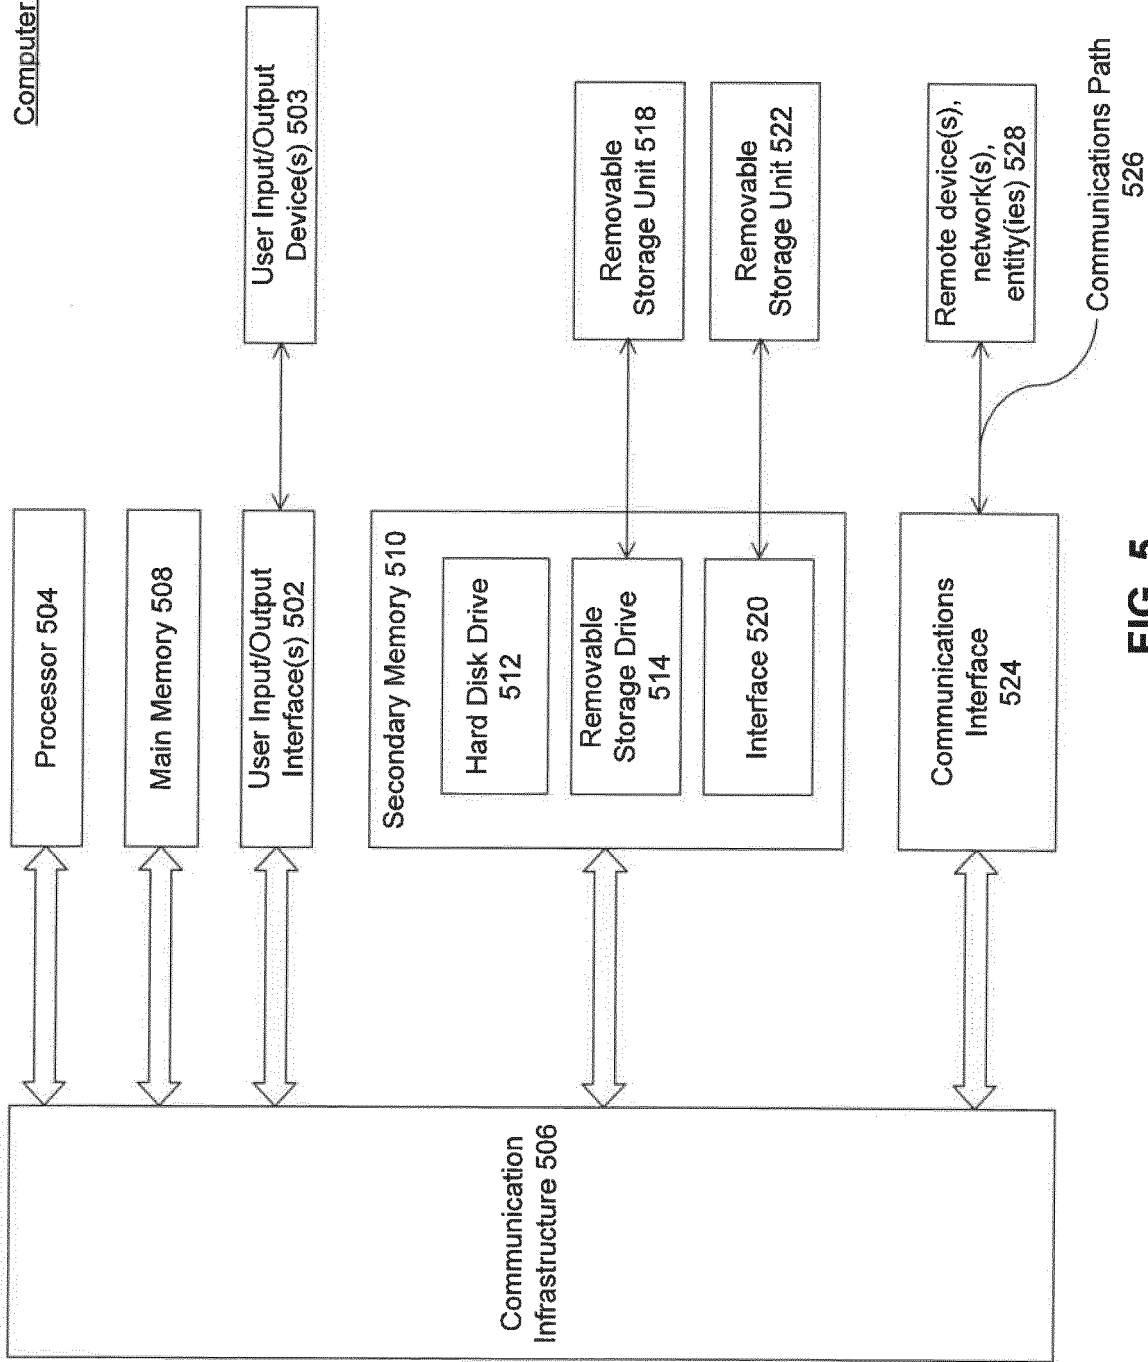 Computer
Processor 504
Main Memory 508
User Input/Output
Interface(s) 502
User Input/Output
Device(s) 503
Secondary Memory 510
Hard Disk Drive
512
Removable
Storage Drive
514
Interface 520
Removable
Storage Unit 518
Removable
Storage Unit 522
Communications
Interface
524
Remote device(s),
network(s),
entity(ies) 528
Communications Path
526
Communication
Infrastructure 506
FIG. 5